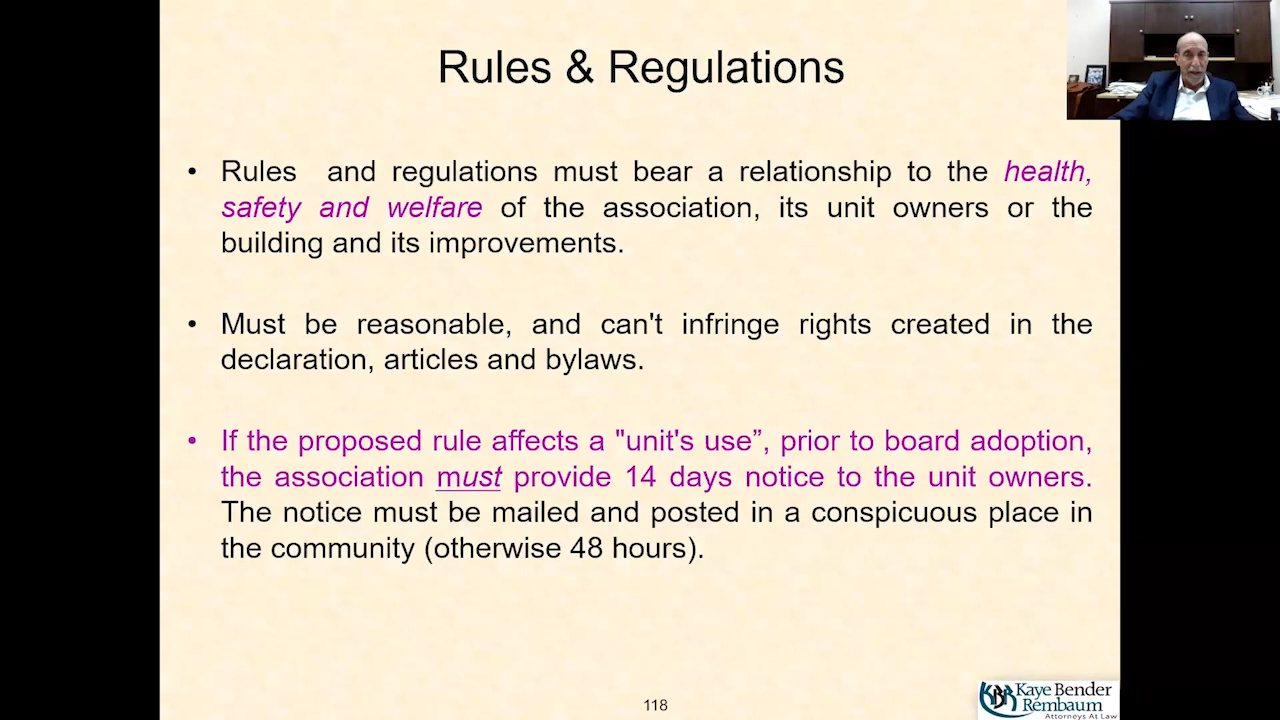 Rules & Regulations
• Rules and regulations must bear a relationship to the health,
safety and welfare of the association, its unit owners or the
building and its improvements.
• Must be reasonable, and can't infringe rights created in the
declaration, articles and bylaws.
• If the proposed rule affects a "unit's use”, prior to board adoption,
the association must provide 14 days notice to the unit owners.
The notice must be mailed and posted in a conspicuous place in
the community (otherwise 48 hours).
118
KBR Kaye Bender
Rembaum
Attorneys At Law